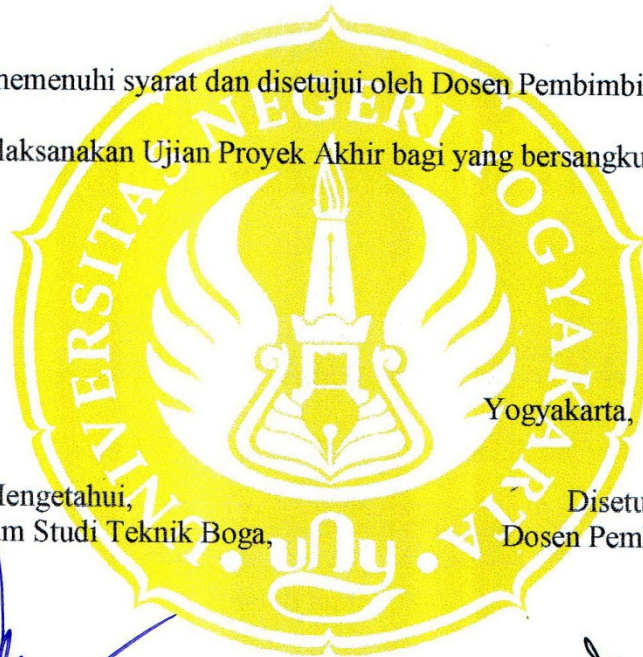 memenuhi syarat dan disetujui oleh Dosen Pembimbi
laksanakan Ujian Proyek Akhir bagi yang bersangku
UNIVERSITAS NEGERI YOGYAKARTA
Yogyakarta,
Mengetahui, Disetu
am Studi Teknik Boga, Dosen Pem
uny